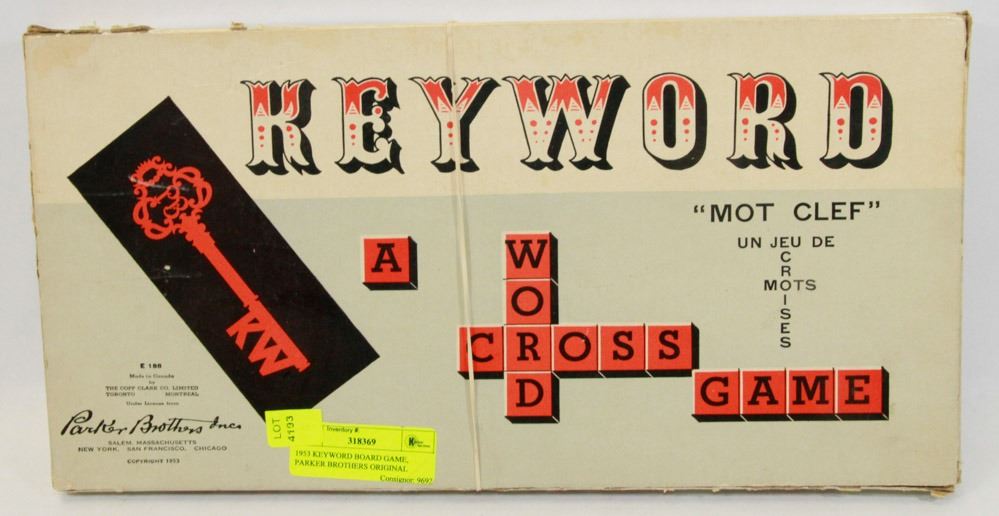 KEYWORD
"MOT CLEF"
UN JEU DE
MOTS
CROISES
A
WORD
CROSS
GAME
KW
E 188
Made in Canada
by
THE COPP CLARK CO. LIMITED
TORONTO MONTREAL
Under License from
Parker Brothers Inc.
SALEM, MASSACHUSETTS
NEW YORK, SAN FRANCISCO, CHICAGO
COPYRIGHT 1953
LOT
4193
Inventory #:
318369
1953 KEYWORD BOARD GAME,
PARKER BROTHERS ORIGINAL
Consignor: 9692